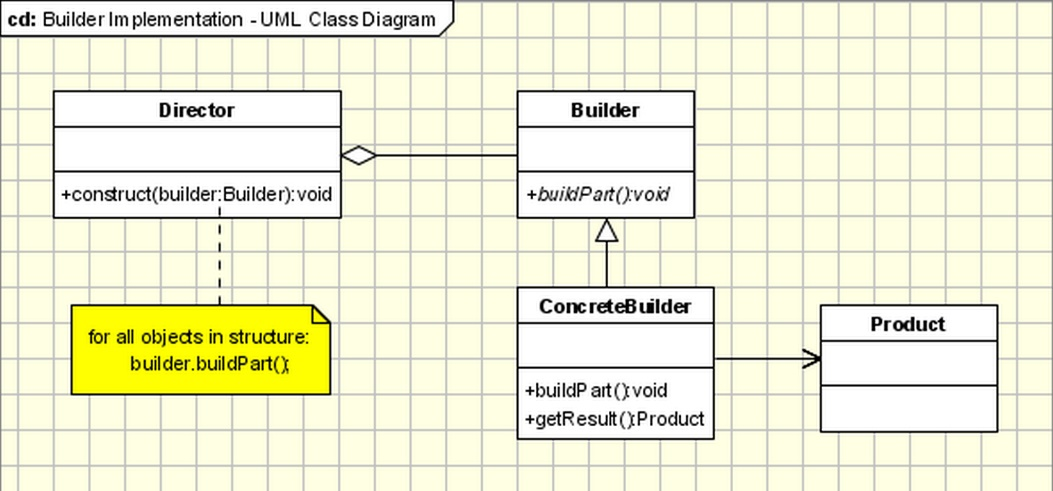 cd: Builder Implementation - UML Class Diagram
Director
+construct(builder:Builder):void
Builder
+buildPart():void
for all objects in structure:
builder.buildPart();
ConcreteBuilder
+buildPart():void
+getResult():Product
Product